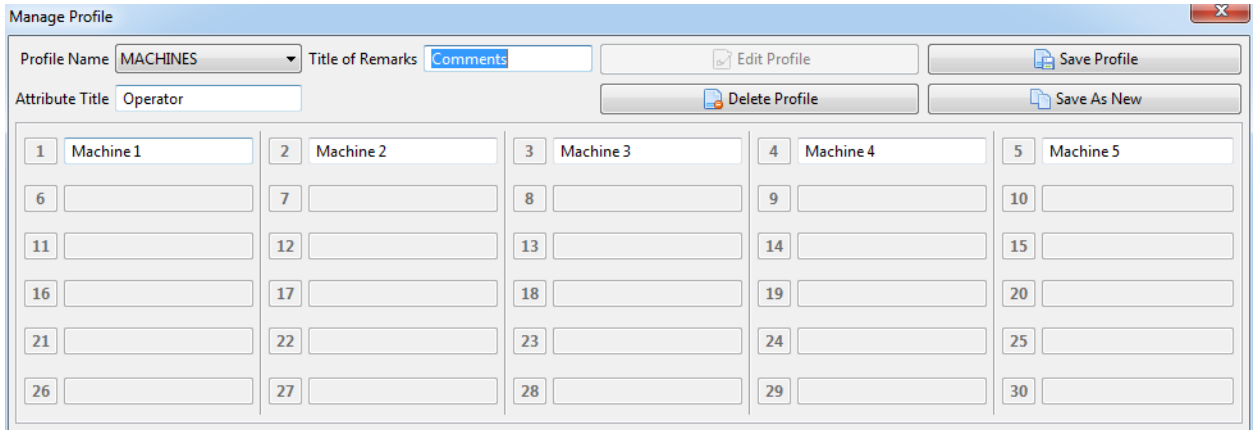 Manage Profile
Profile Name MACHINES Title of Remarks Comments Edit Profile Save Profile
Attribute Title Operator Delete Profile Save As New
1 Machine 1 2 Machine 2 3 Machine 3 4 Machine 4 5 Machine 5
6 7 8 9 10
11 12 13 14 15
16 17 18 19 20
21 22 23 24 25
26 27 28 29 30